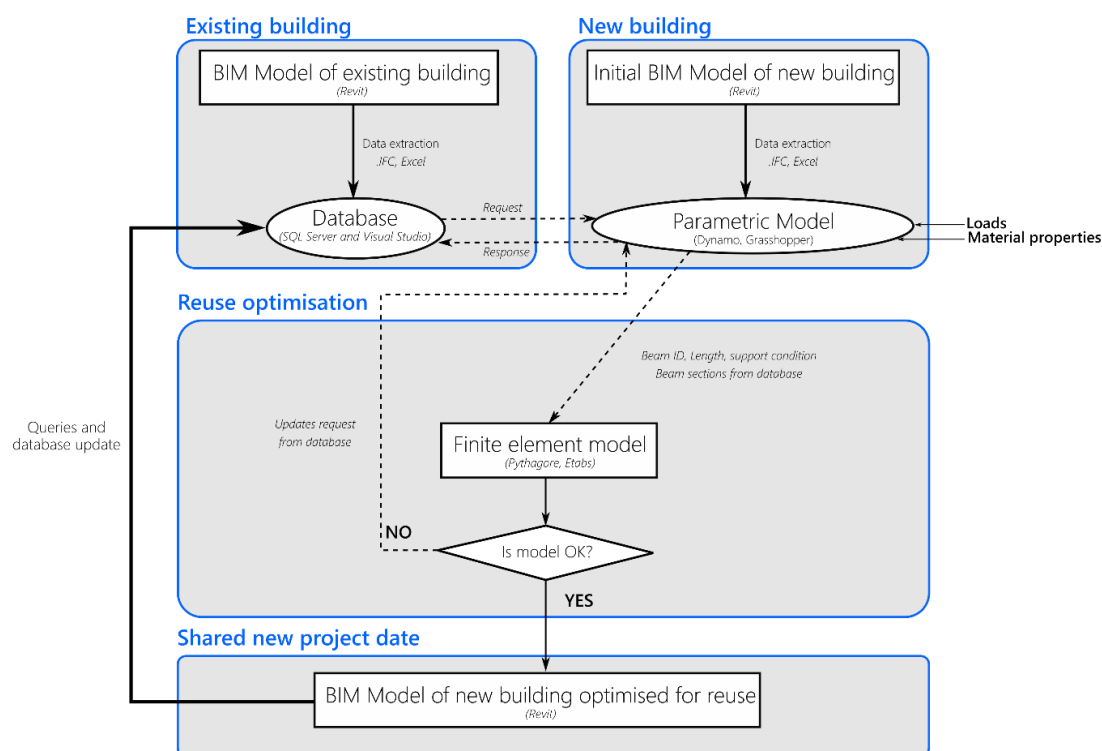 Existing building
New building
BIM Model of existing building
(Revit)
Initial BIM Model of new building
(Revit)
Data extraction
.IFC, Excel
Data extraction
.IFC, Excel
Database
(SQL Server and Visual Studio)
Request
Response
Parametric Model
(Dynamo, Grasshopper)
Loads
Material properties
Reuse optimisation
Beam ID, Length, support condition
Beam sections from database
Updates request
from database
Queries and
database update
Finite element model
(Pythagore, Etabs)
NO
Is model OK?
YES
Shared new project date
BIM Model of new building optimised for reuse
(Revit)